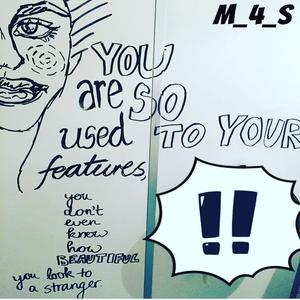 M_4_S
YOU
are SO
used TO YOUR
features,
you
don't
even
know
how
BEAUTIFUL
you look to
a stranger.
!!